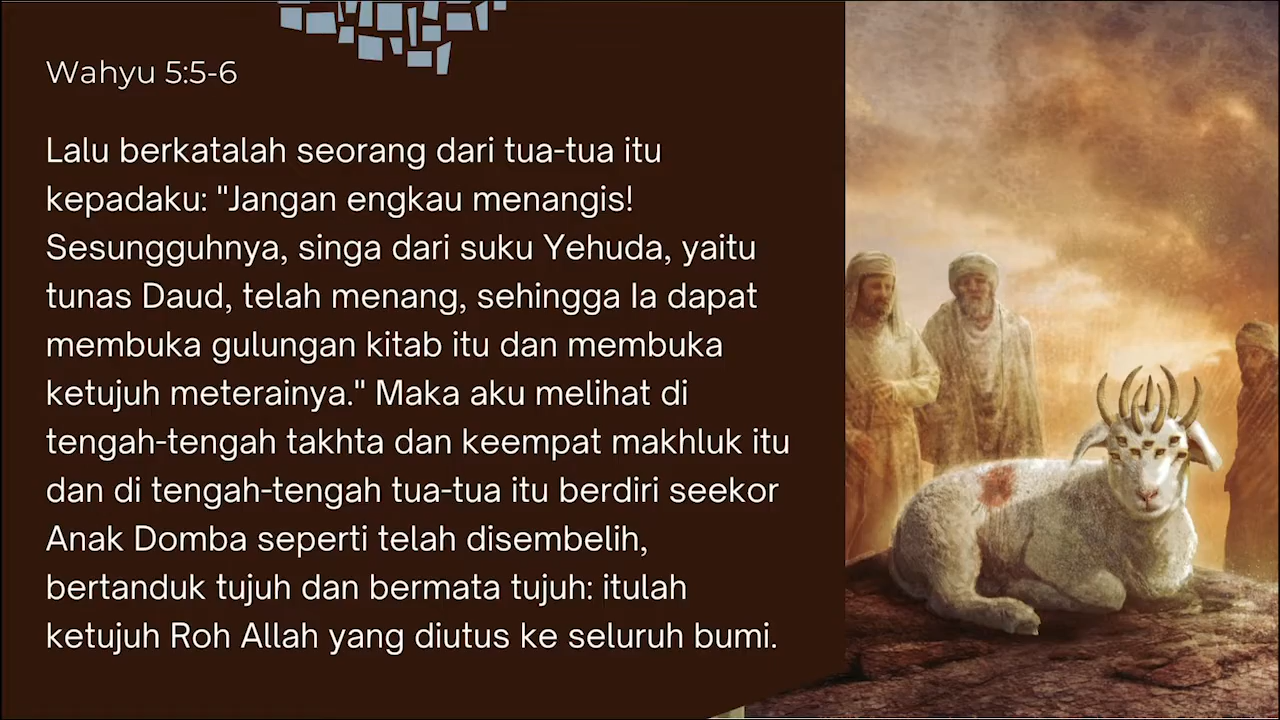 Wahyu 5:5-6
Lalu berkatalah seorang dari tua-tua itu
kepadaku: "Jangan engkau menangis!
Sesungguhnya, singa dari suku Yehuda, yaitu
tunas Daud, telah menang, sehingga Ia dapat
membuka gulungan kitab itu dan membuka
ketujuh meterainya." Maka aku melihat di
tengah-tengah takhta dan keempat makhluk itu
dan di tengah-tengah tua-tua itu berdiri seekor
Anak Domba seperti telah disembelih,
bertanduk tujuh dan bermata tujuh: itulah
ketujuh Roh Allah yang diutus ke seluruh bumi.